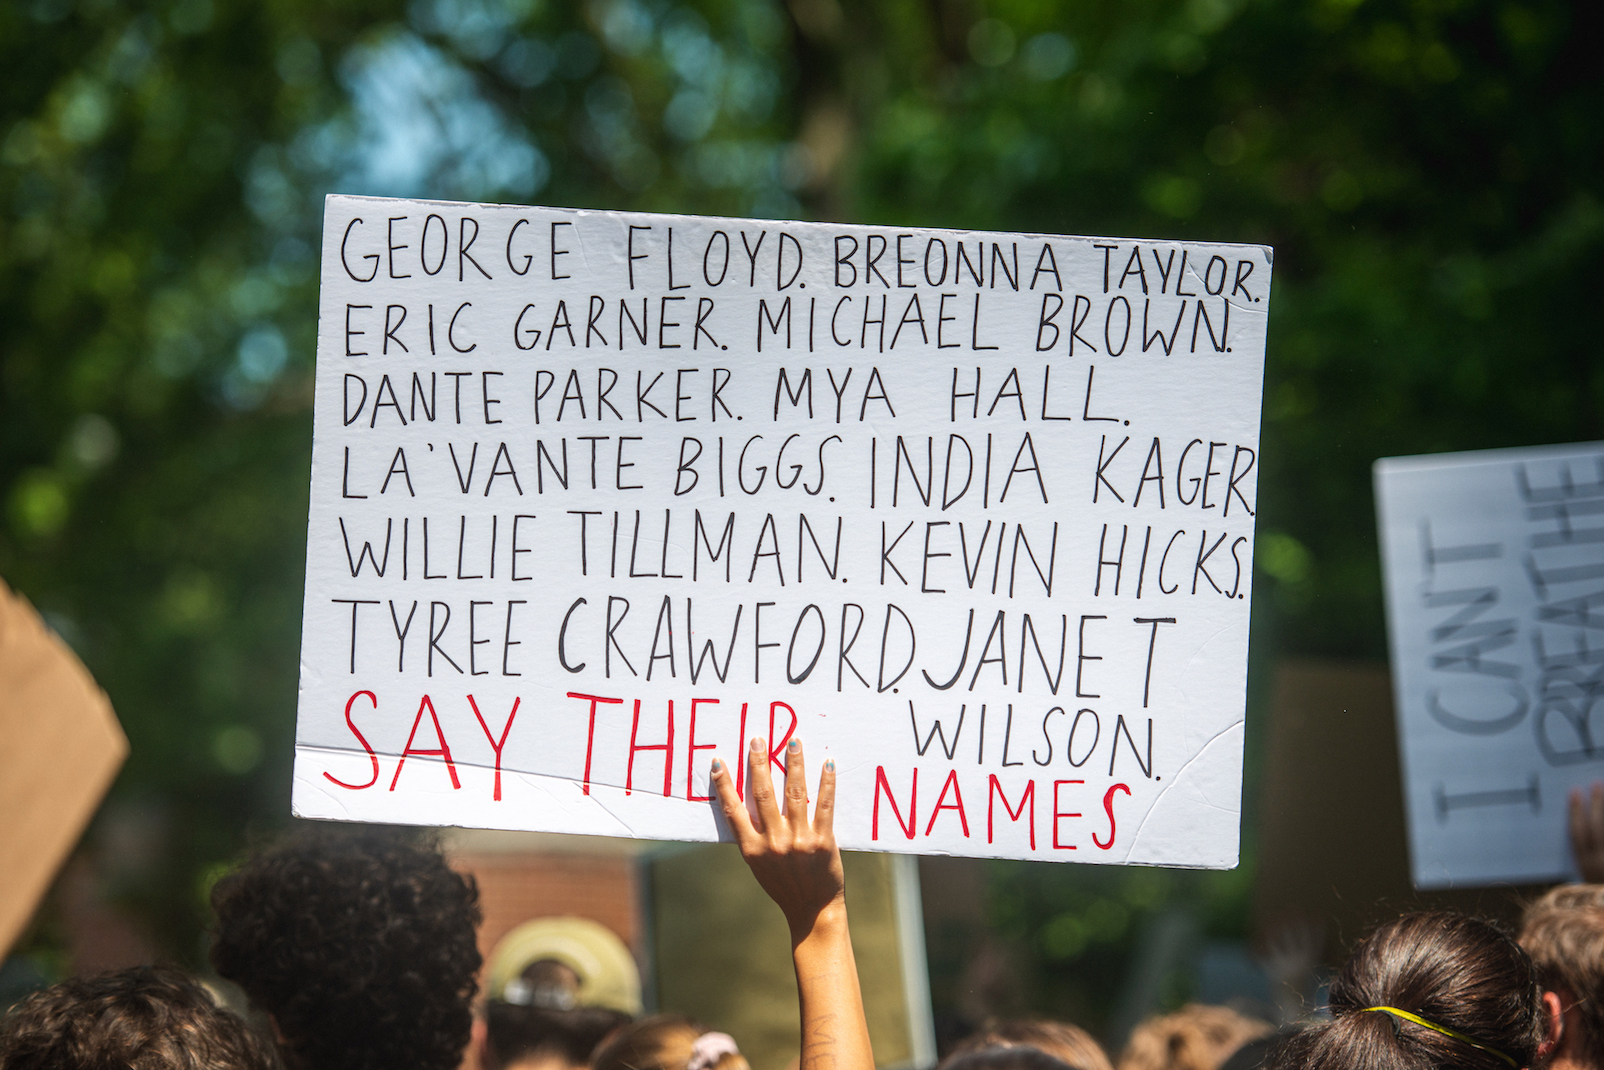 GEORGE FLOYD. BREONNA TAYLOR.
ERIC GARNER. MICHAEL BROWN.
DANTE PARKER. MYA HALL.
LA'VANTE BIGGS. INDIA KAGER.
WILLIE TILLMAN. KEVIN HICKS.
TYREE CRAWFORD. JANET
WILSON.
SAY THEIR NAMES
I CAN'T
BREATHE